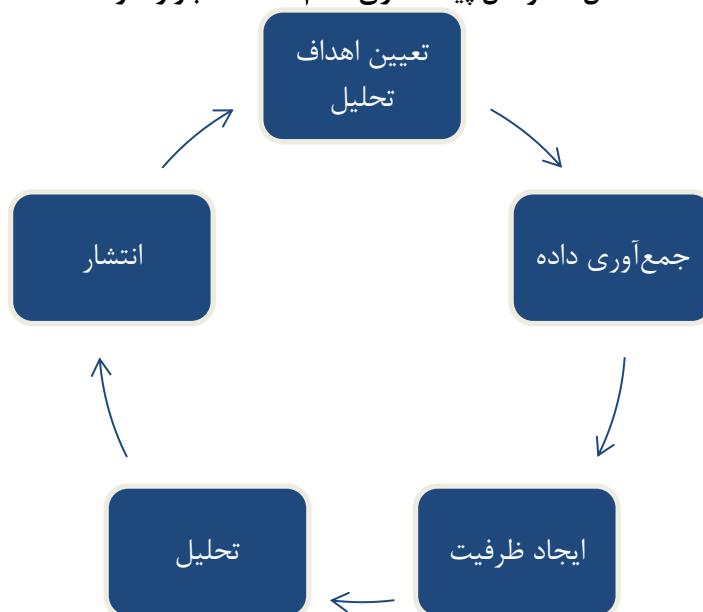 تعیین اهداف
تحلیل
جمع‌آوری داده
ایجاد ظرفیت
تحلیل
انتشار